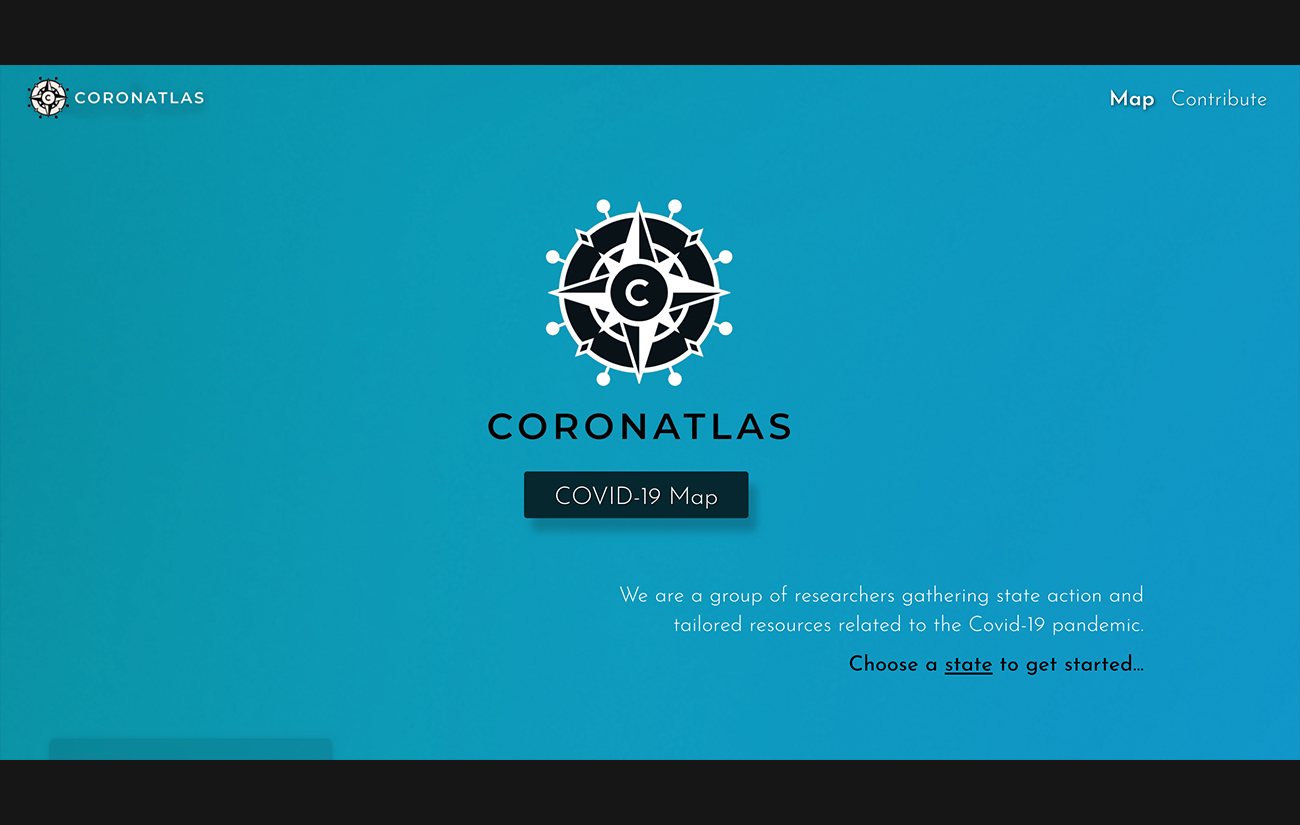 CORONATLAS
Map Contribute
C
CORONATLAS
COVID-19 Map
We are a group of researchers gathering state action and
tailored resources related to the Covid-19 pandemic.
Choose a state to get started...